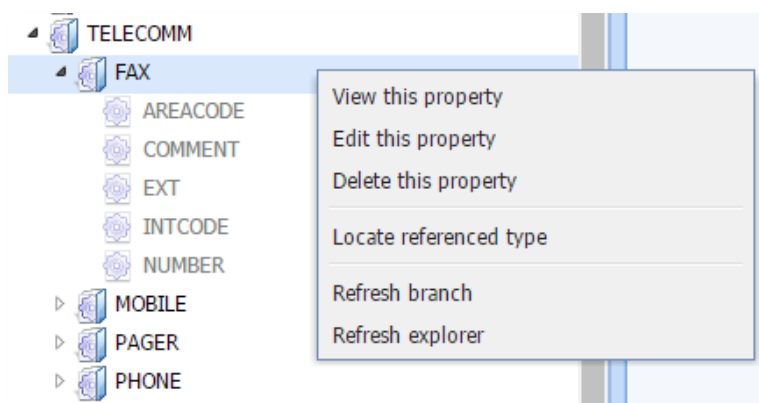 TELECOMM
FAX
AREACODE
COMMENT
EXT
INTCODE
NUMBER
MOBILE
PAGER
PHONE
View this property
Edit this property
Delete this property
Locate referenced type
Refresh branch
Refresh explorer